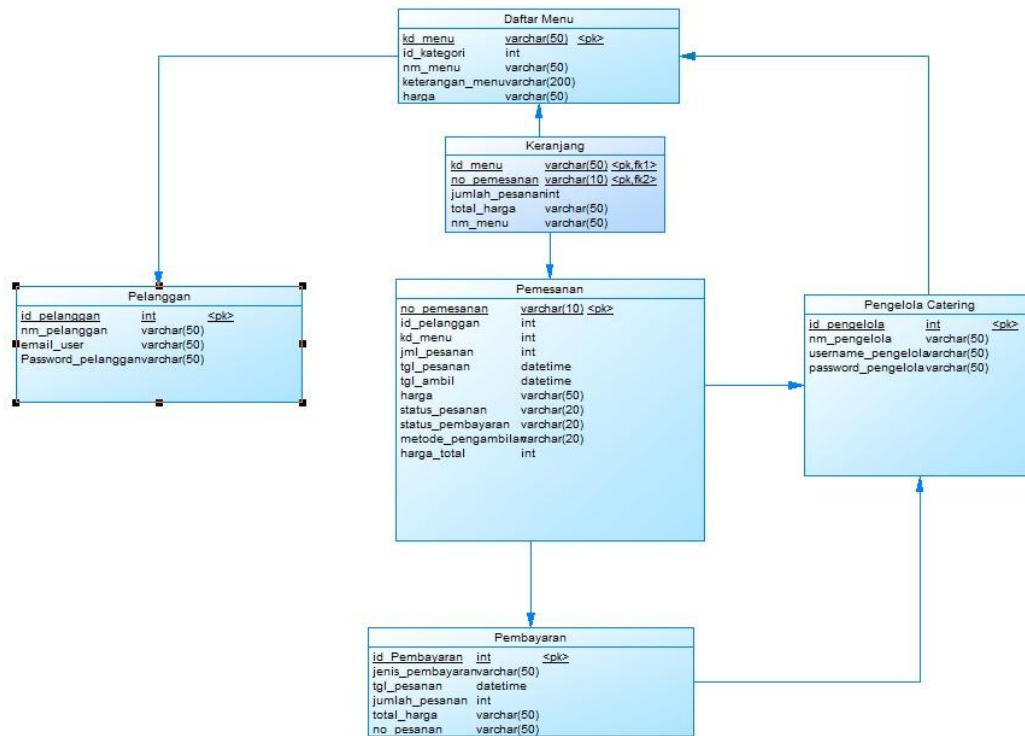 Daftar Menu
kd_menu varchar(50) <pk>
id_kategori int
nm_menu varchar(50)
keterangan_menuvarchar(200)
harga varchar(50)
Keranjang
kd_menu varchar(50) <pk,fk1>
no_pemesanan varchar(10) <pk,fk2>
jumlah_pesananint
total_harga varchar(50)
nm_menu varchar(50)
Pelanggan
id_pelanggan int <pk>
nm_pelanggan varchar(50)
email_user varchar(50)
Password_pelangganvarchar(50)
Pemesanan
no_pemesanan varchar(10) <pk>
id_pelanggan int
kd_menu int
jml_pesanan int
tgl_pesanan datetime
tgl_ambil datetime
harga varchar(50)
status_pesanan varchar(20)
status_pembayaran varchar(20)
metode_pengambilanvarchar(20)
harga_total int
Pengelola Catering
id_pengelola int <pk>
nm_pengelola varchar(50)
username_pengelolavarchar(50)
password_pengelolavarchar(50)
Pembayaran
id_Pembayaran int <pk>
jenis_pembayaranvarchar(50)
tgl_pesanan datetime
jumlah_pesanan int
total_harga varchar(50)
no_pesanan varchar(50)